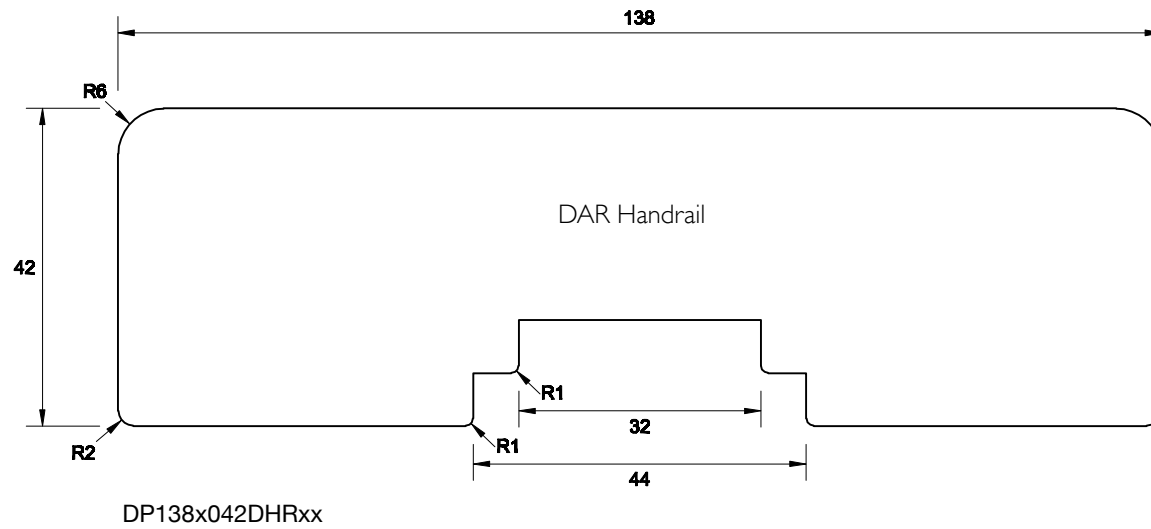 138
R6
DAR Handrail
42
R1
32
R1
R2
44
DP138x042DHRxx